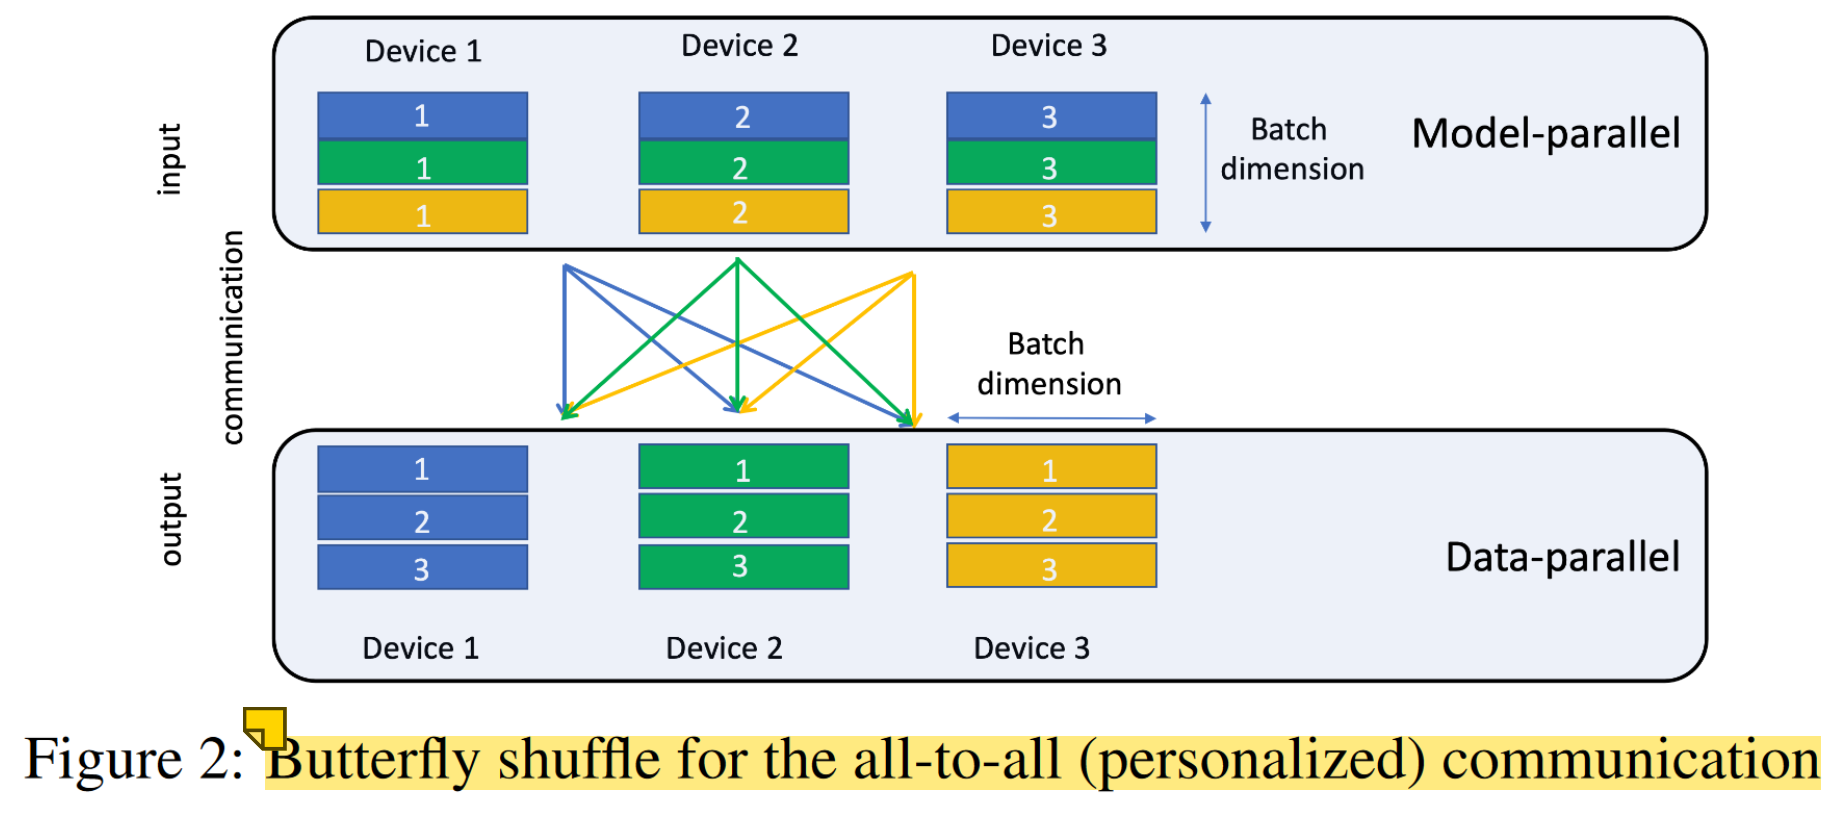 Device 1
Device 2
Device 3
input
1
2
3
1
2
3
1
2
3
Batch
dimension
Model-parallel
communication
Batch
dimension
output
1
1
1
2
2
2
3
3
3
Data-parallel
Device 1
Device 2
Device 3
Figure 2: Butterfly shuffle for the all-to-all (personalized) communication